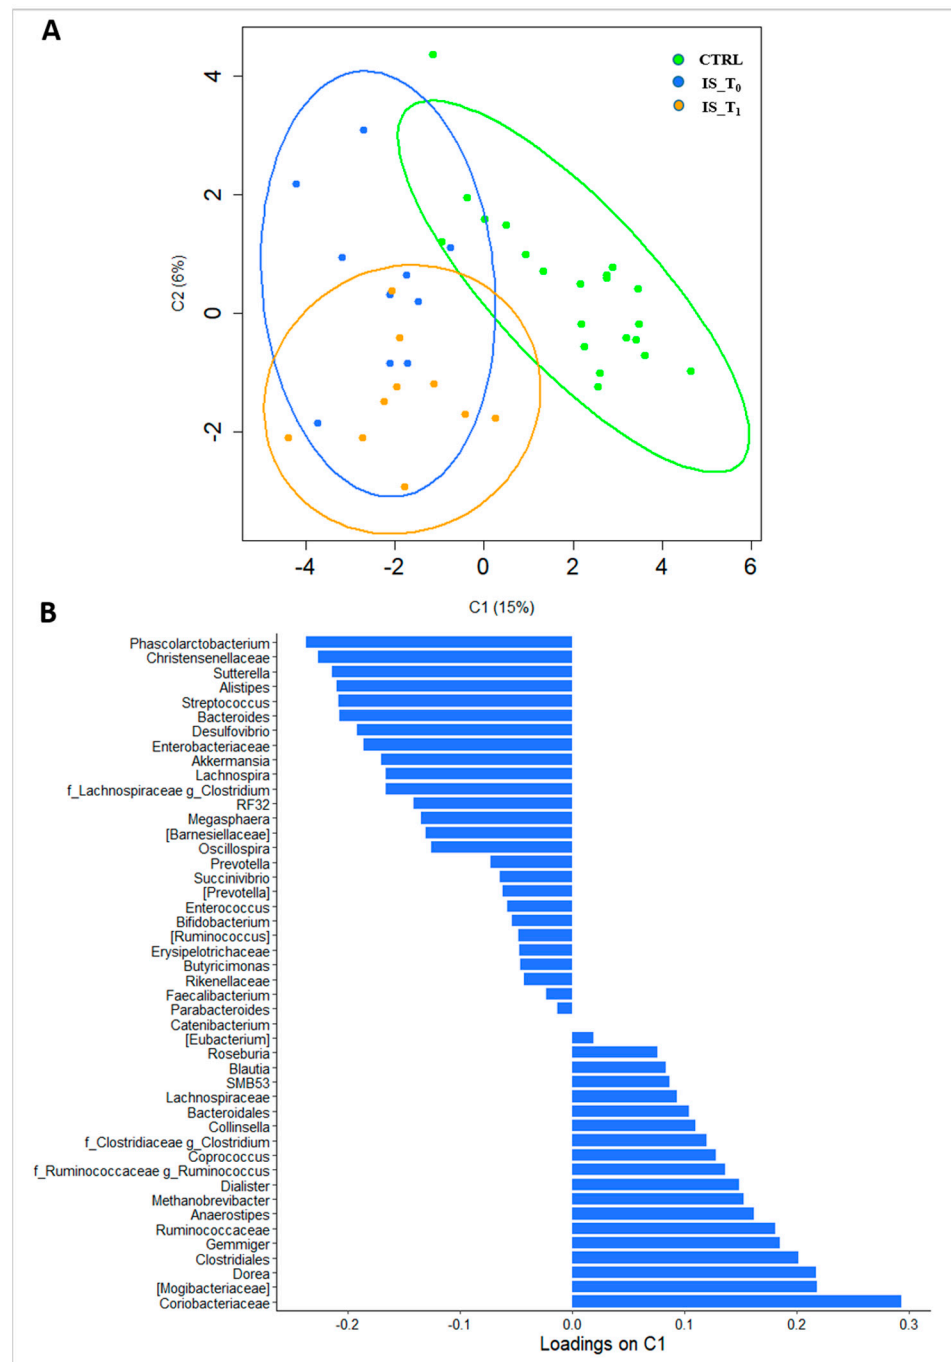 A
CTRL
IS_T0
IS_T1
4
2
0
-2
C2 (6%)
-4
-2
0
2
4
6
C1 (15%)
B
Phascolarctobacterium
Christensenellaceae
Sutterella
Alistipes
Streptococcus
Bacteroides
Desulfovibrio
Enterobacteriaceae
Akkermansia
Lachnospira
f_Lachnospiraceae g_Clostridium
RF32
Megasphaera
[Barnesiellaceae]
Oscillospira
Prevotella
Succinivibrio
[Prevotella]
Enterococcus
Bifidobacterium
[Ruminococcus]
Erysipelotrichaceae
Butyricimonas
Rikenellaceae
Faecalibacterium
Parabacteroides
Catenibacterium
[Eubacterium]
Roseburia
Blautia
SMB53
Lachnospiraceae
Bacteroidales
Collinsella
f_Clostridiaceae g_Clostridium
Coprococcus
f_Ruminococcaceae g_Ruminococcus
Dialister
Methanobrevibacter
Anaerostipes
Ruminococcaceae
Gemmiger
Clostridiales
Dorea
[Mogibacteriaceae]
Coriobacteriaceae
-0.2
-0.1
0.0
0.1
0.2
0.3
Loadings on C1